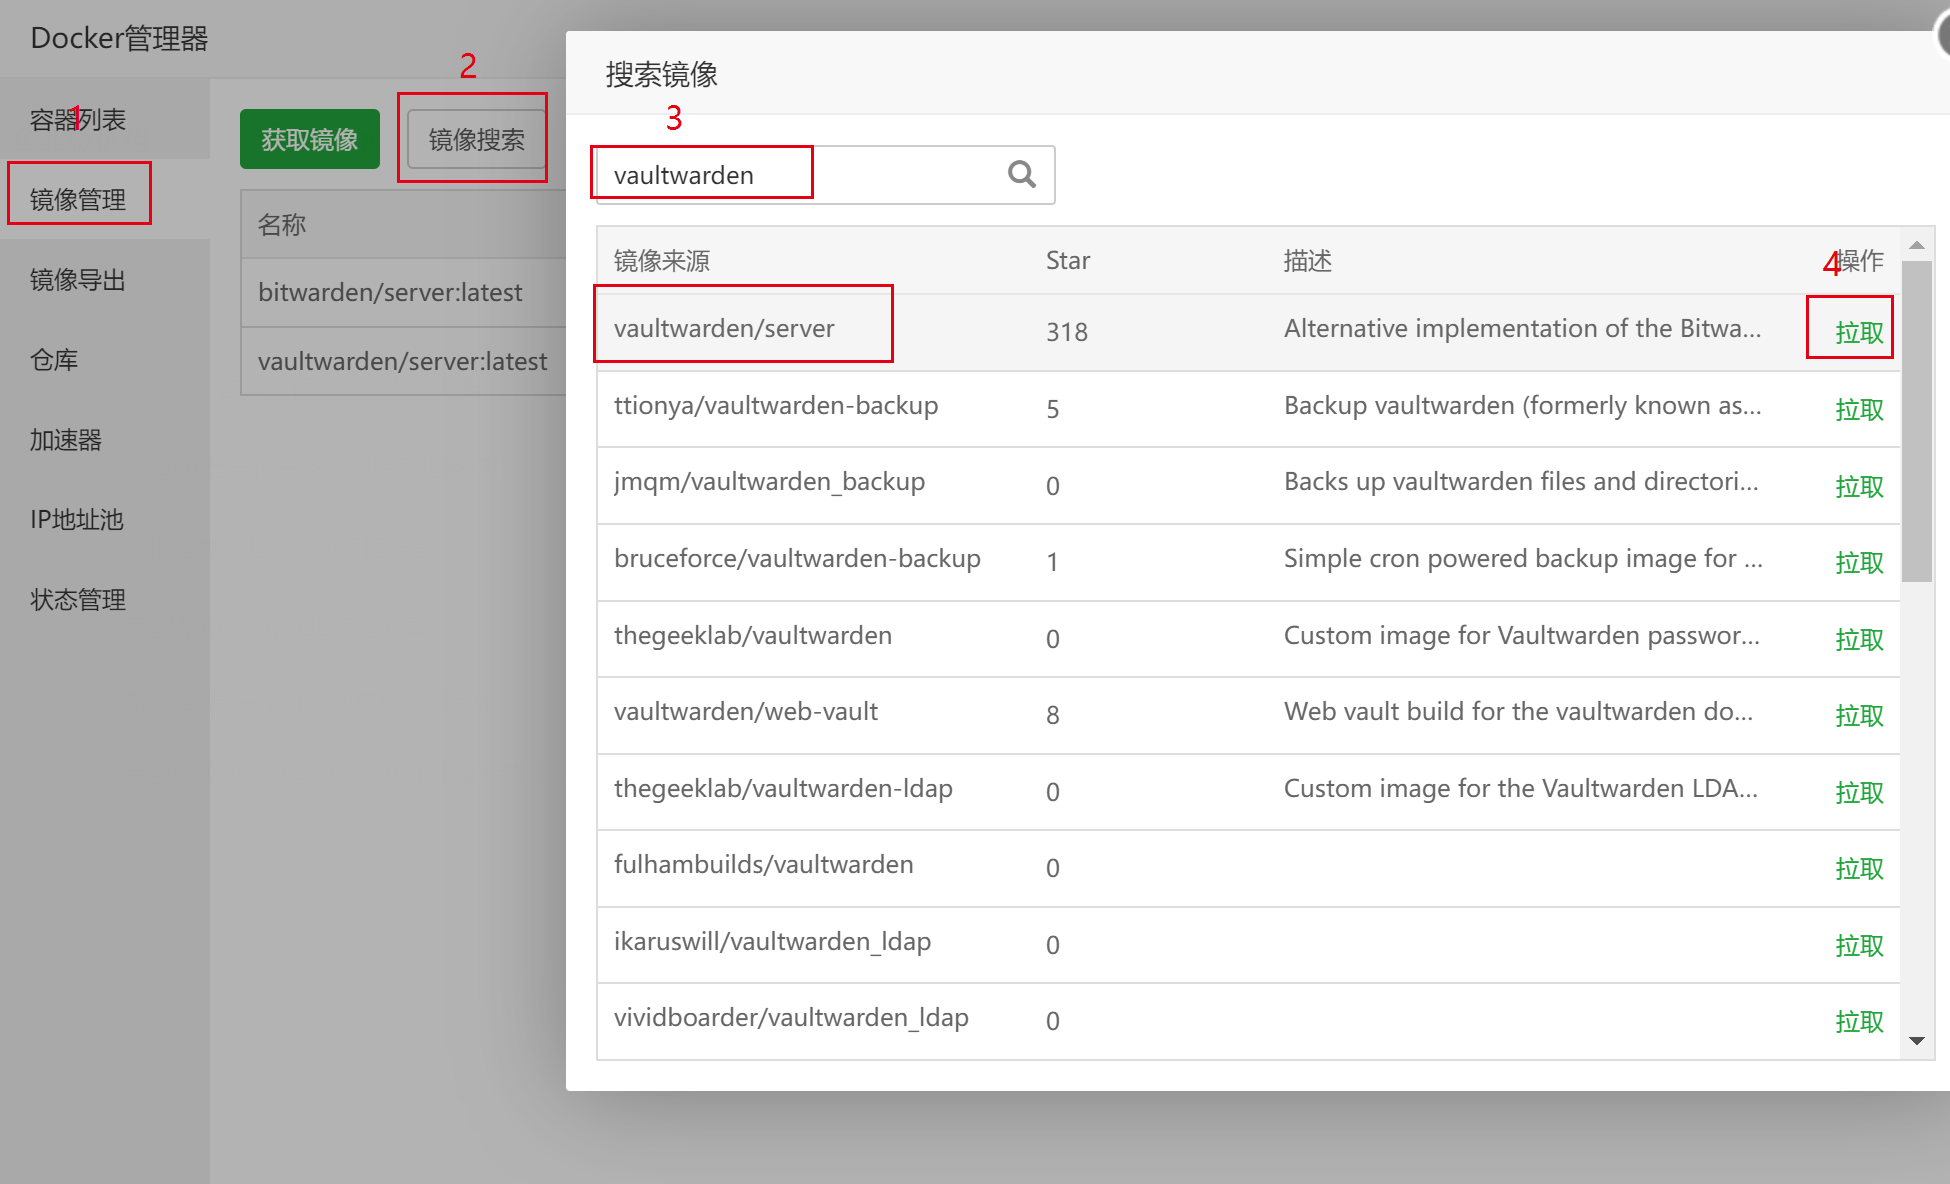 Docker管理器
1
容器列表
镜像管理
镜像导出
仓库
加速器
IP地址池
状态管理
2
获取镜像
镜像搜索
名称
bitwarden/server:latest
vaultwarden/server:latest
搜索镜像
3
vaultwarden
镜像来源 Star 描述 4 操作
vaultwarden/server 318 Alternative implementation of the Bitwa... 拉取
ttionya/vaultwarden-backup 5 Backup vaultwarden (formerly known as... 拉取
jmqm/vaultwarden_backup 0 Backs up vaultwarden files and directori... 拉取
bruceforce/vaultwarden-backup 1 Simple cron powered backup image for ... 拉取
thegeeklab/vaultwarden 0 Custom image for Vaultwarden passwor... 拉取
vaultwarden/web-vault 8 Web vault build for the vaultwarden do... 拉取
thegeeklab/vaultwarden-ldap 0 Custom image for the Vaultwarden LDA... 拉取
fulhambuilds/vaultwarden 0 拉取
ikaruswill/vaultwarden_ldap 0 拉取
vividboarder/vaultwarden_ldap 0 拉取